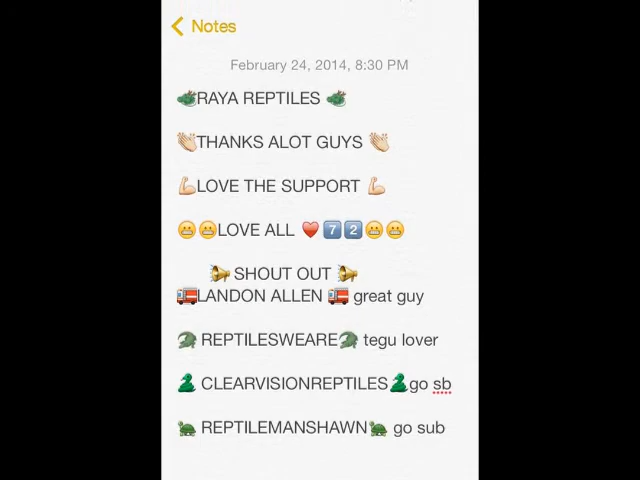 Notes
February 24, 2014, 8:30 PM
🐲RAYA REPTILES 🐲
👏THANKS ALOT GUYS 👏
💪LOVE THE SUPPORT 💪
😬😬LOVE ALL ❤️7️⃣2️⃣😬😬
📣 SHOUT OUT 📣
🚒LANDON ALLEN 🚒 great guy
🐊 REPTILESWEARE🐊 tegu lover
🐍 CLEARVISIONREPTILES🐍go sb
🐢 REPTILEMANSHAWN🐢 go sub